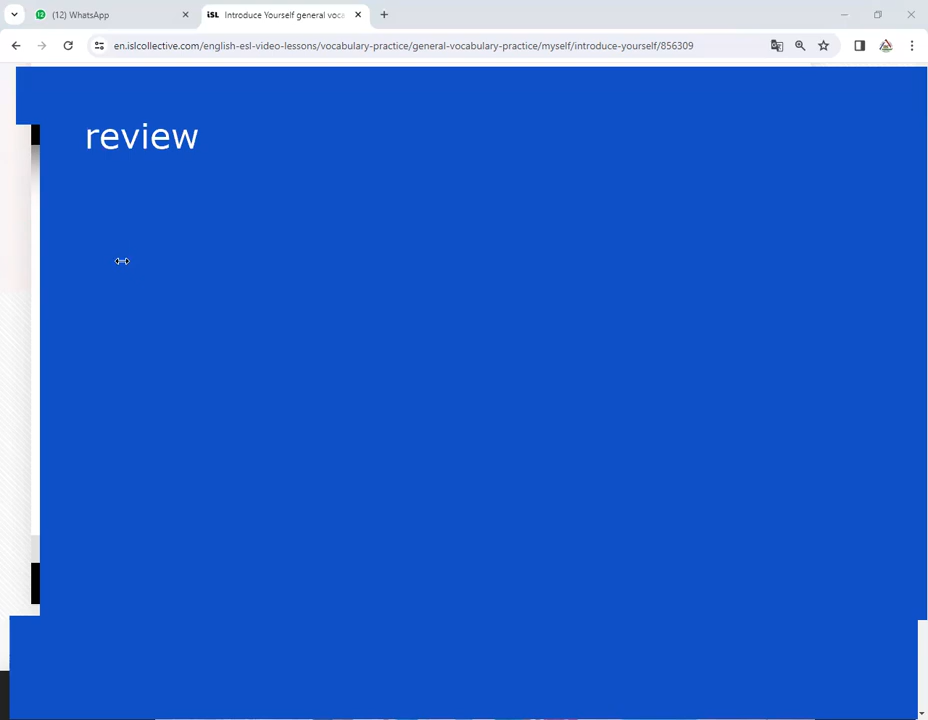 (12) WhatsApp
iSL Introduce Yourself general voca
en.islcollective.com/english-esl-video-lessons/vocabulary-practice/general-vocabulary-practice/myself/introduce-yourself/856309
review